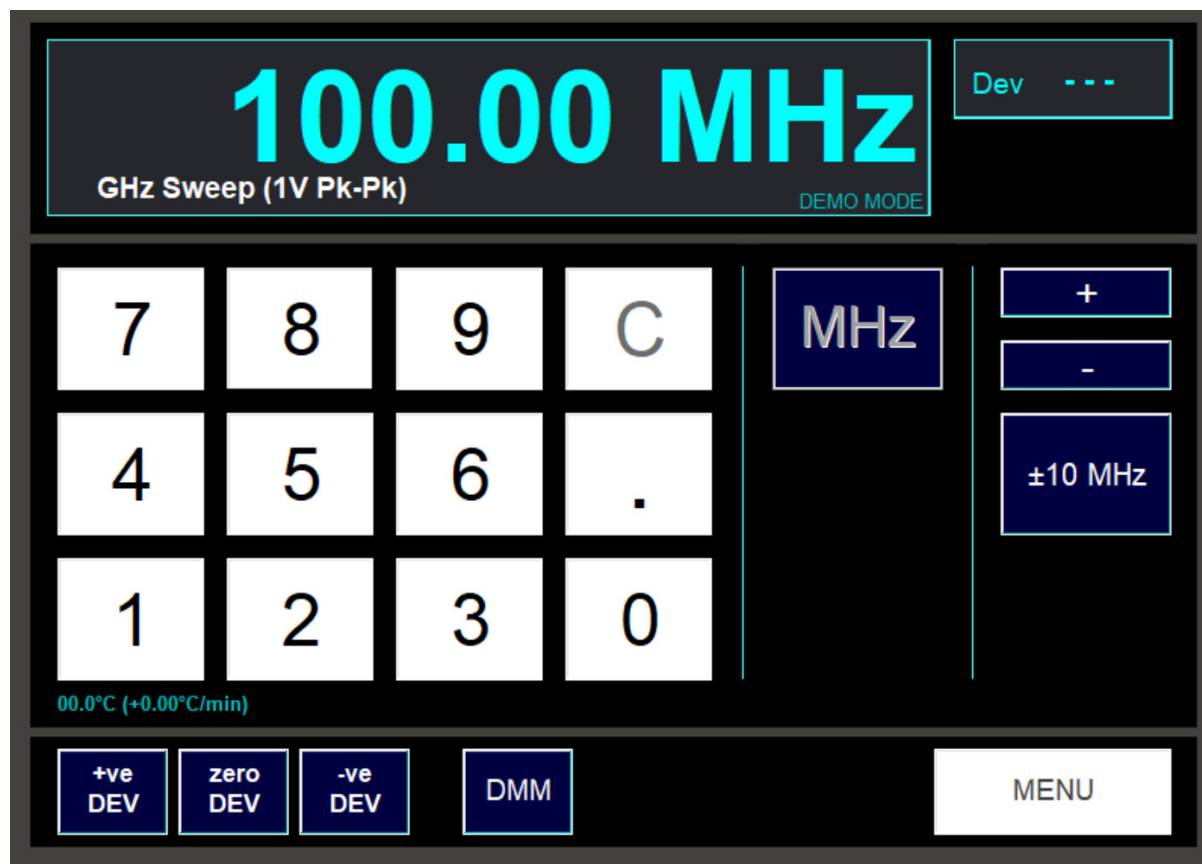 100.00 MHz
GHz Sweep (1V Pk-Pk)
DEMO MODE
Dev ---
7 8 9 C
MHz
+
-
4 5 6 .
±10 MHz
1 2 3 0
00.0°C (+0.00°C/min)
+ve
DEV
zero
DEV
-ve
DEV
DMM
MENU